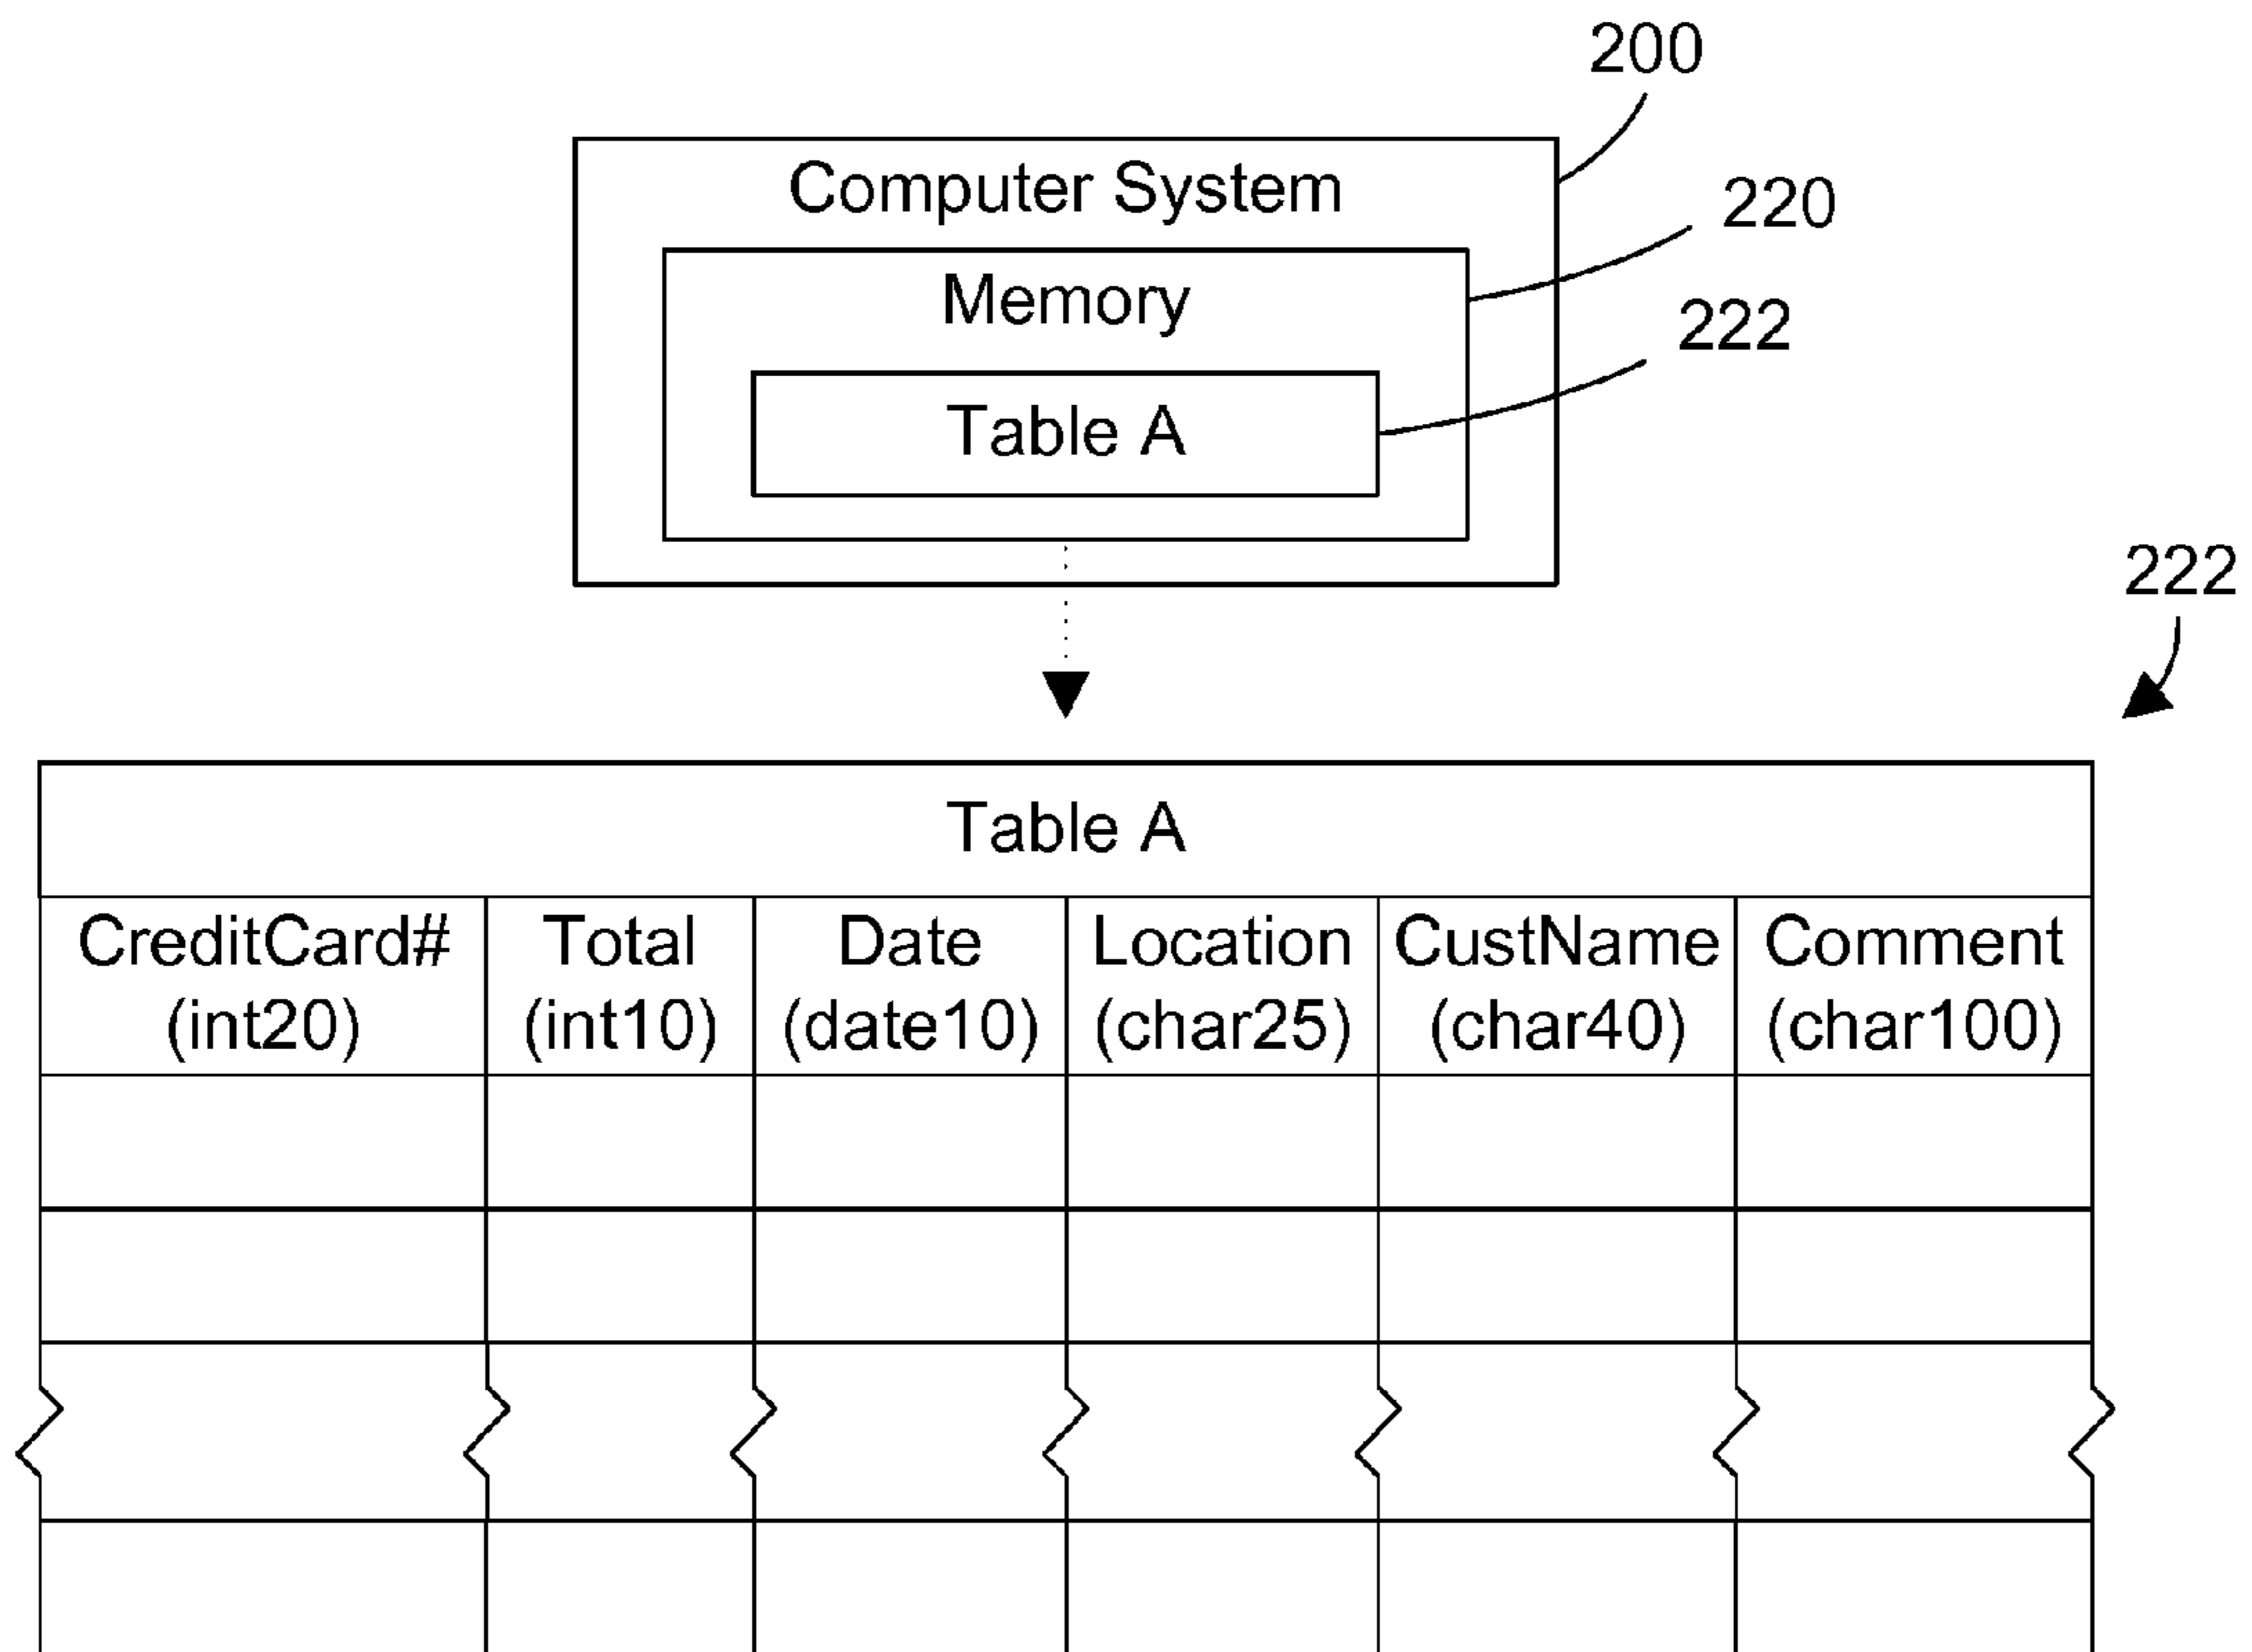 200
Computer System
220
Memory
222
Table A
222
Table A
CreditCard# Total Date Location CustName Comment
(int20) (int10) (date10) (char25) (char40) (char100)